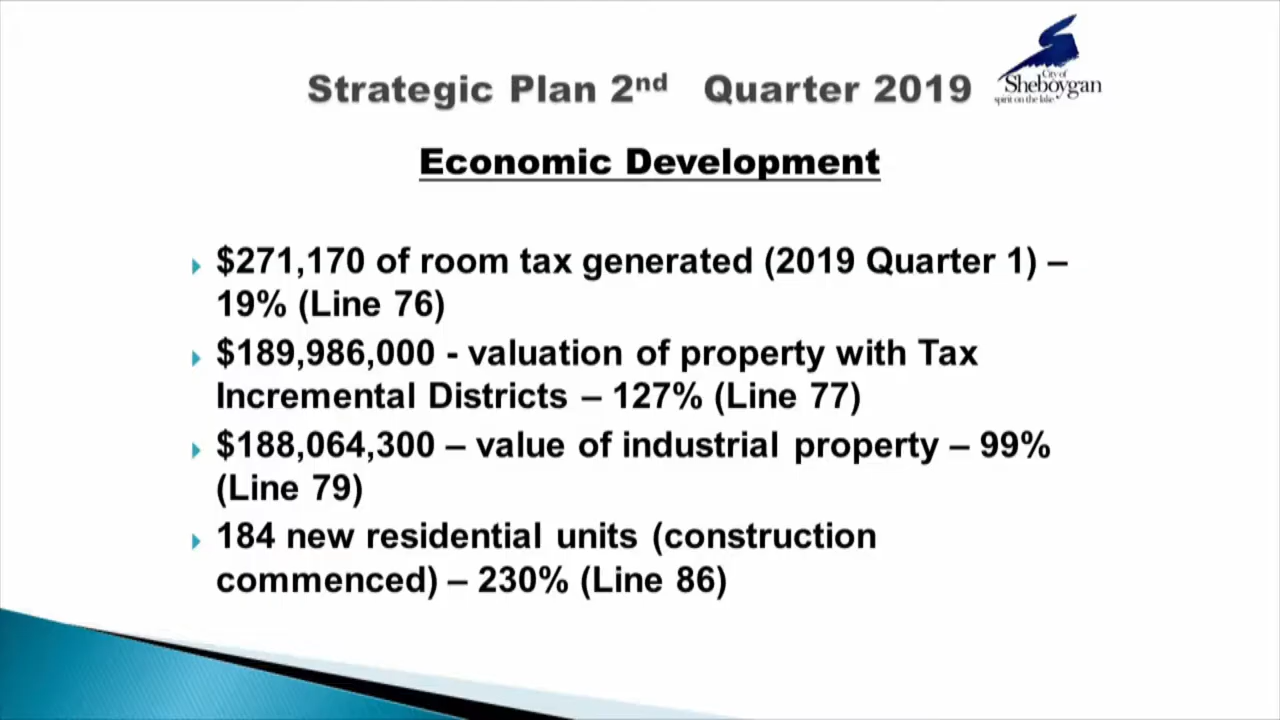 Strategic Plan 2nd Quarter 2019
City of
Sheboygan
spirit on the lake
Economic Development
$271,170 of room tax generated (2019 Quarter 1) –
19% (Line 76)
$189,986,000 - valuation of property with Tax
Incremental Districts – 127% (Line 77)
$188,064,300 – value of industrial property – 99%
(Line 79)
184 new residential units (construction
commenced) – 230% (Line 86)